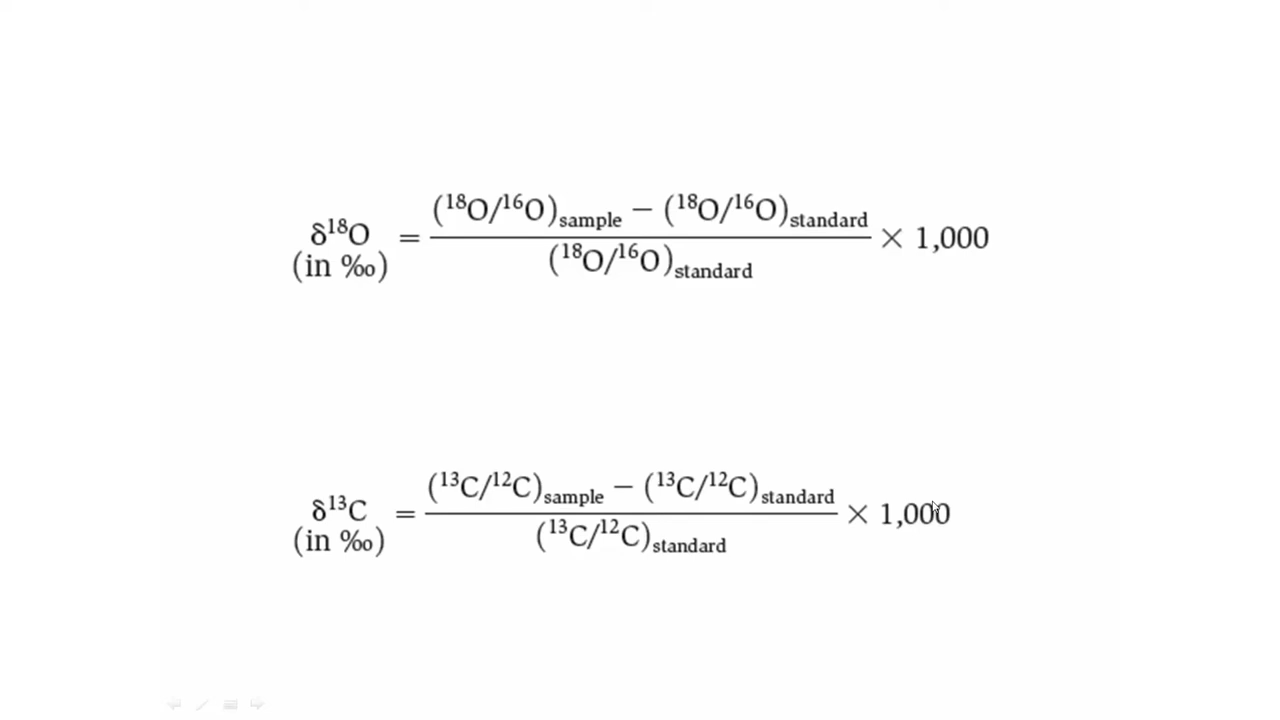 δ¹⁸O (in ‰) = (¹⁸O/¹⁶O)sample − (¹⁸O/¹⁶O)standard / (¹⁸O/¹⁶O)standard × 1,000
δ¹³C (in ‰) = (¹³C/¹²C)sample − (¹³C/¹²C)standard / (¹³C/¹²C)standard × 1,000